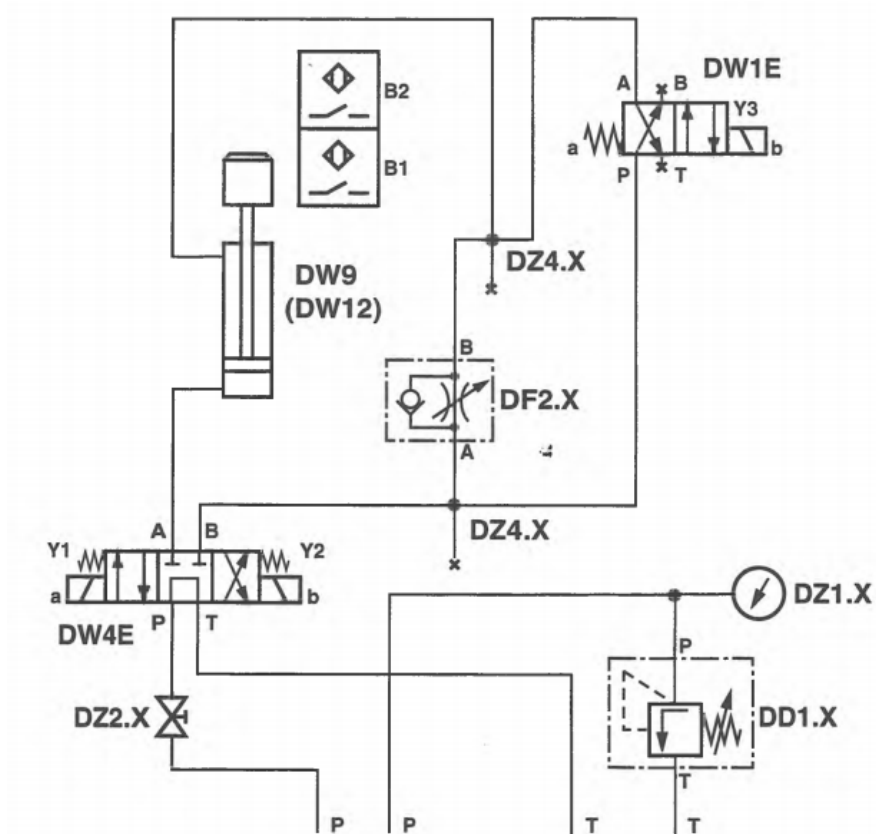 B2
B1
DW9
(DW12)
A
B
DW1E
Y3
a
b
P
T
DZ4.X
B
DF2.X
A
DZ4.X
A
B
Y1
Y2
a
b
P
T
DW4E
DZ2.X
DZ1.X
P
DD1.X
T
P
P
T
T